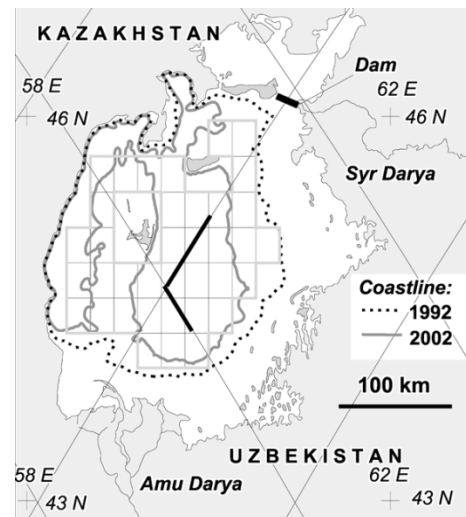 KAZAKHSTAN
Dam
58 E
46 N
62 E
46 N
Syr Darya
Coastline:
1992
2002
100 km
UZBEKISTAN
58 E
43 N
Amu Darya
62 E
43 N